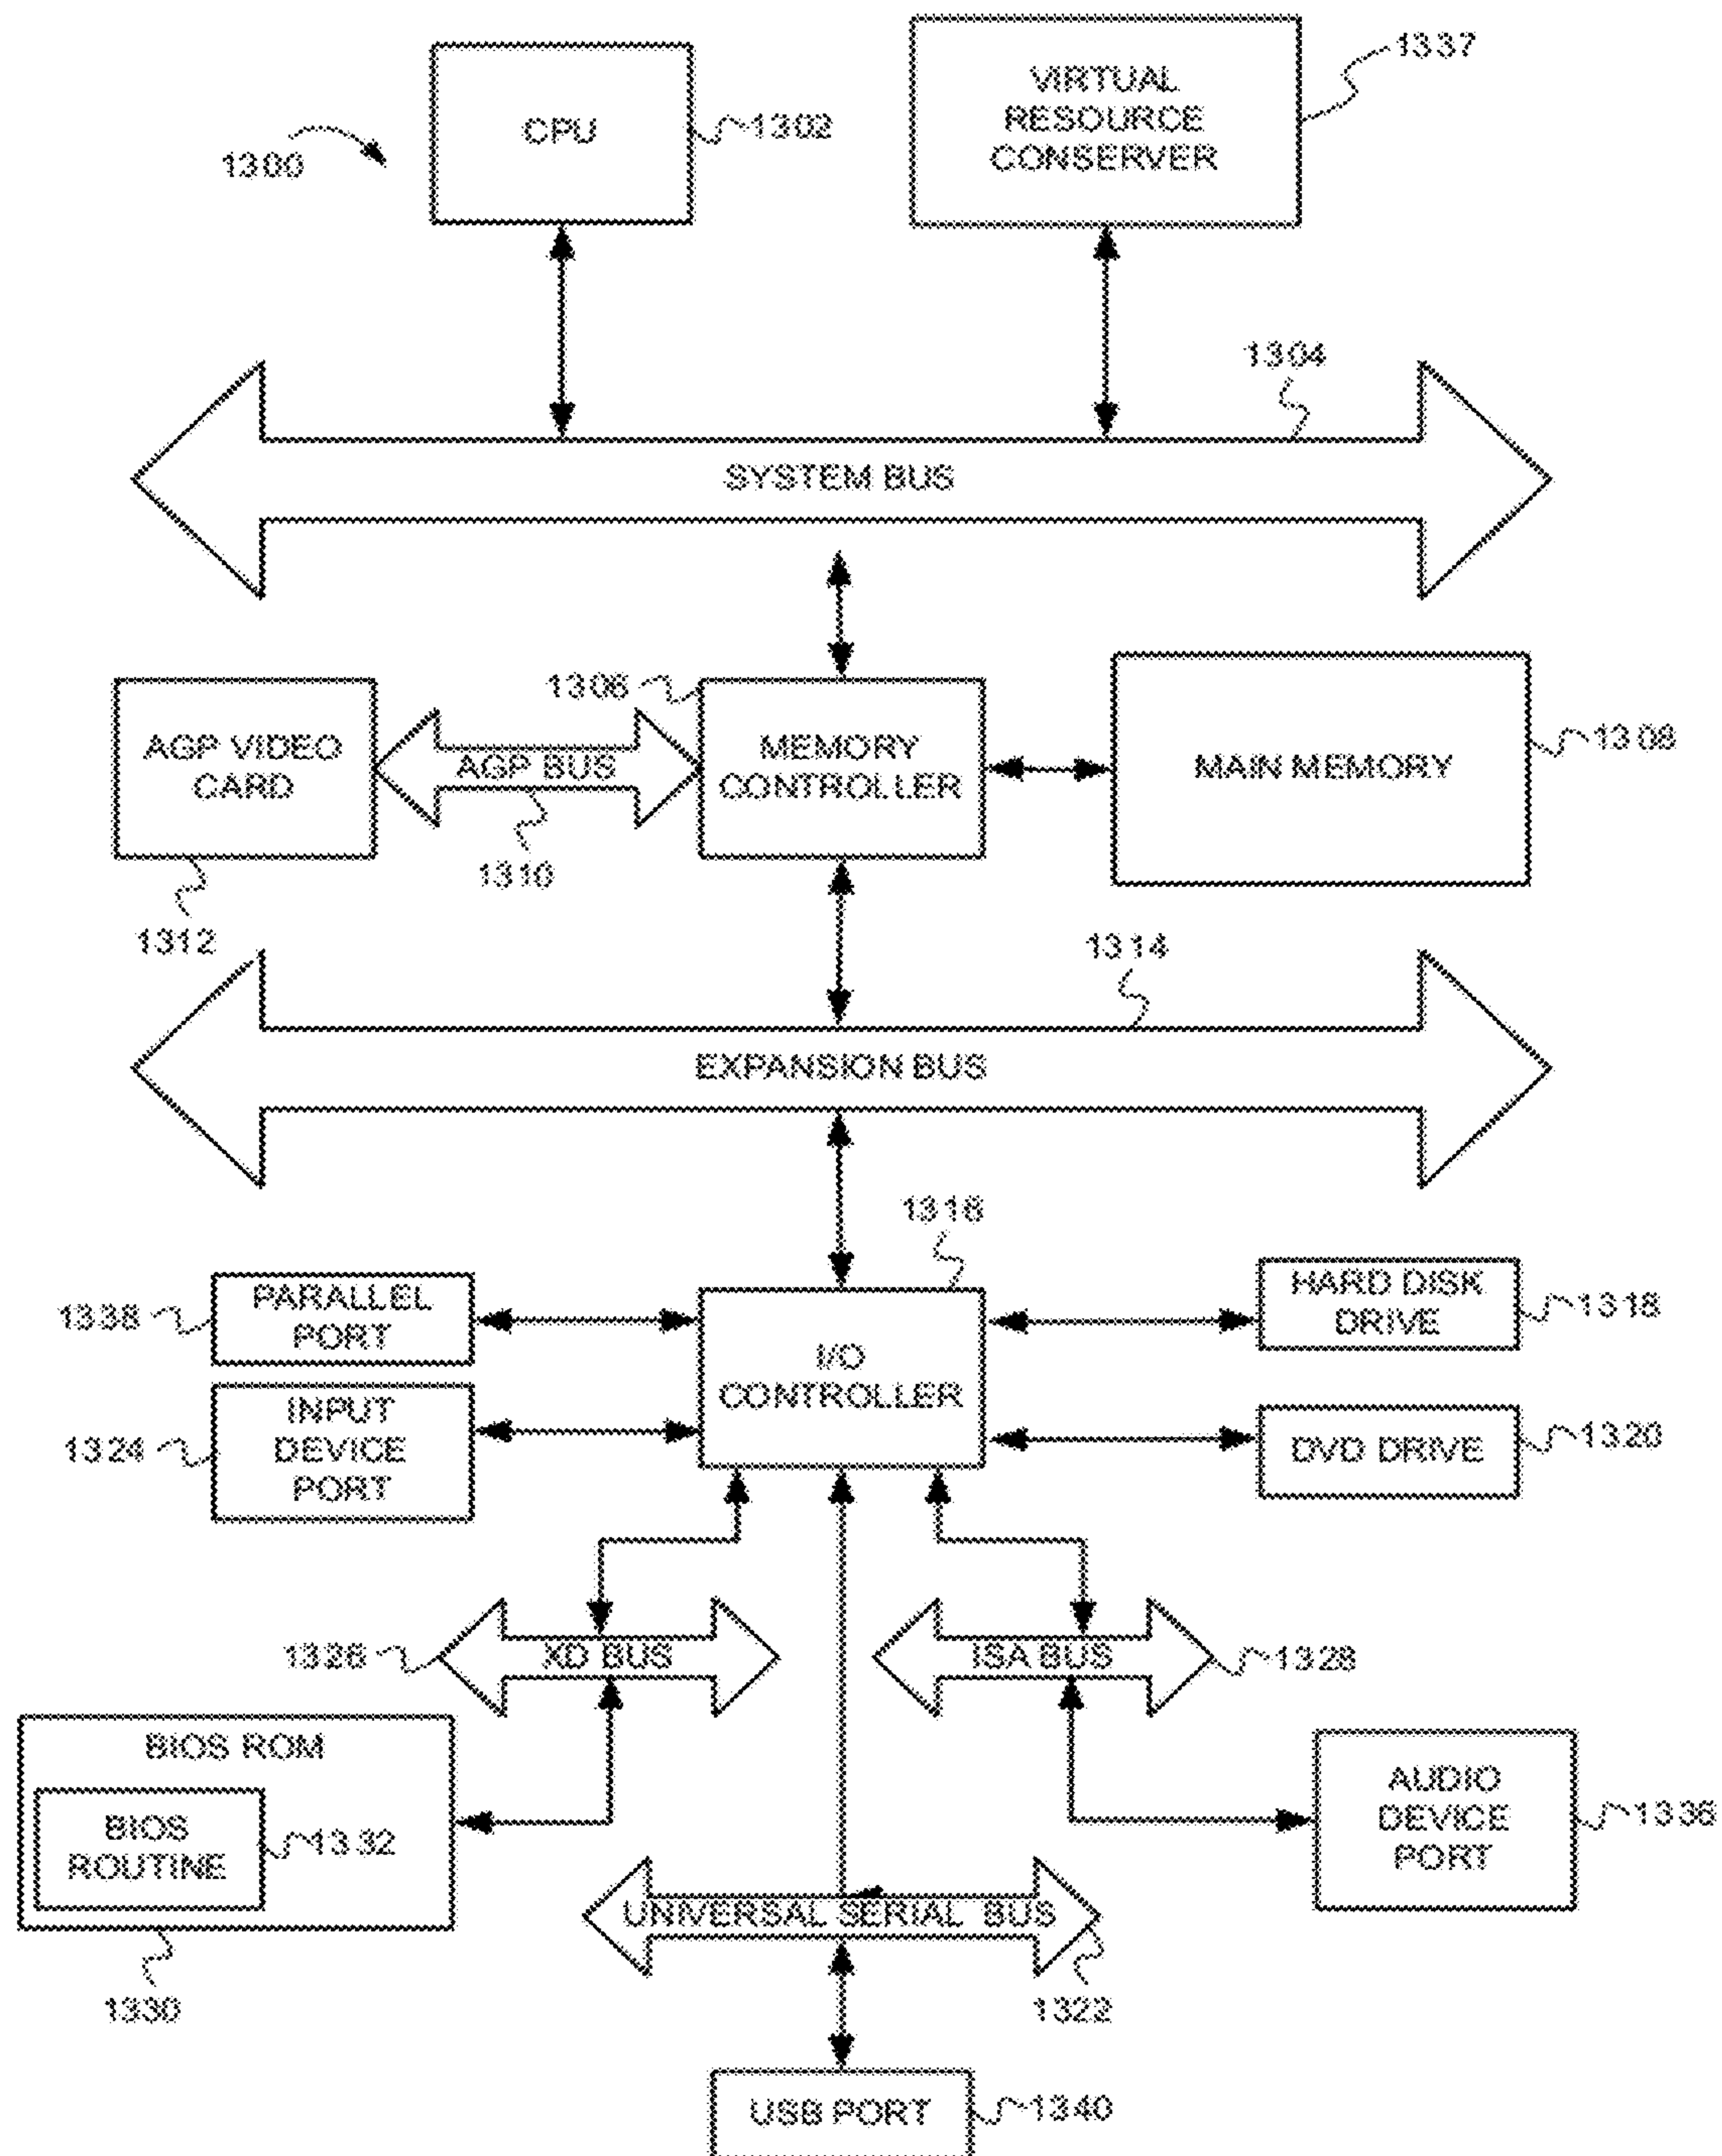 1300
CPU
1302
VIRTUAL
RESOURCE
CONSERVER
1337
1304
SYSTEM BUS
AGP VIDEO
CARD
1312
AGP BUS
1310
1306
MEMORY
CONTROLLER
MAIN MEMORY
1308
1314
EXPANSION BUS
1316
PARALLEL
PORT
1338
I/O
CONTROLLER
HARD DISK
DRIVE
1318
INPUT
DEVICE
PORT
1324
DVD DRIVE
1320
1326
XD BUS
ISA BUS
1328
BIOS ROM
BIOS
ROUTINE
1332
1330
AUDIO
DEVICE
PORT
1336
UNIVERSAL SERIAL BUS
1322
USB PORT
1340